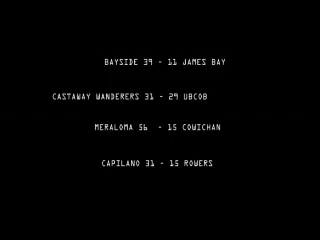 BAYSIDE 39 - 11 JAMES BAY
CASTAWAY WANDERERS 31 - 29 UBCOB
MERALOMA 56 - 15 COWICHAN
CAPILANO 31 - 15 ROWERS